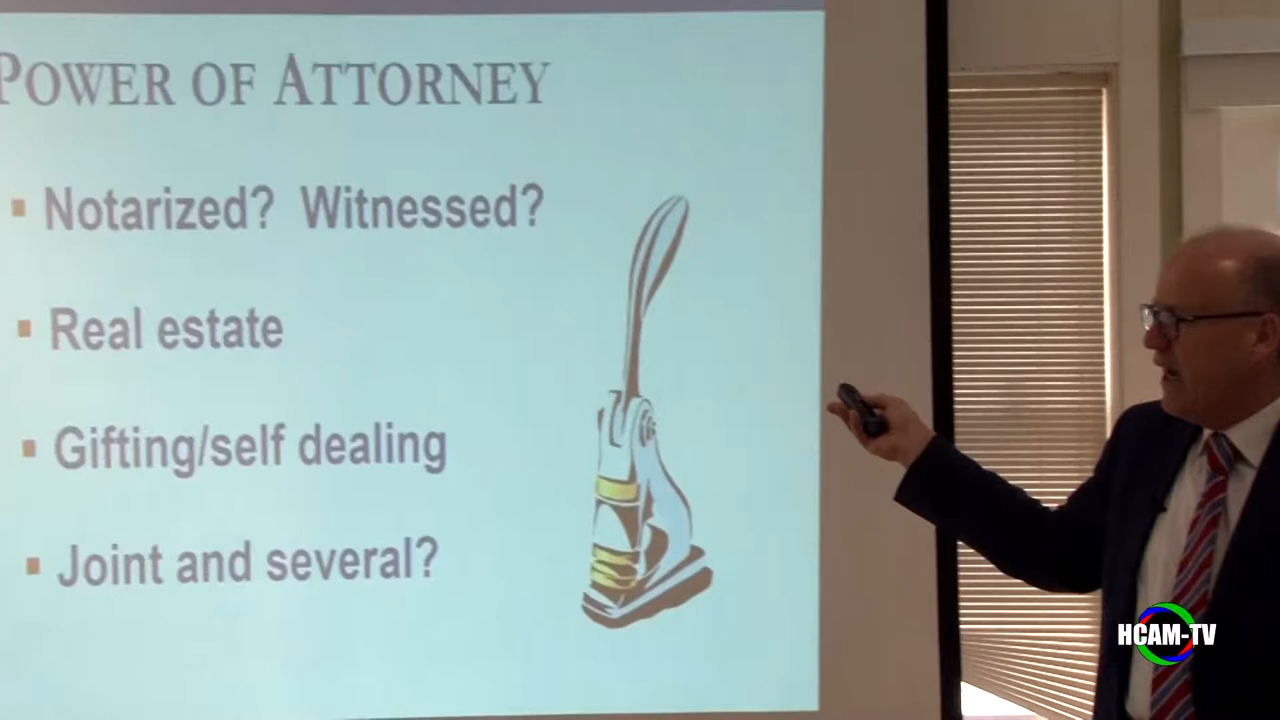 POWER OF ATTORNEY
▪ Notarized? Witnessed?
▪ Real estate
▪ Gifting/self dealing
▪ Joint and several?
HCAM-TV